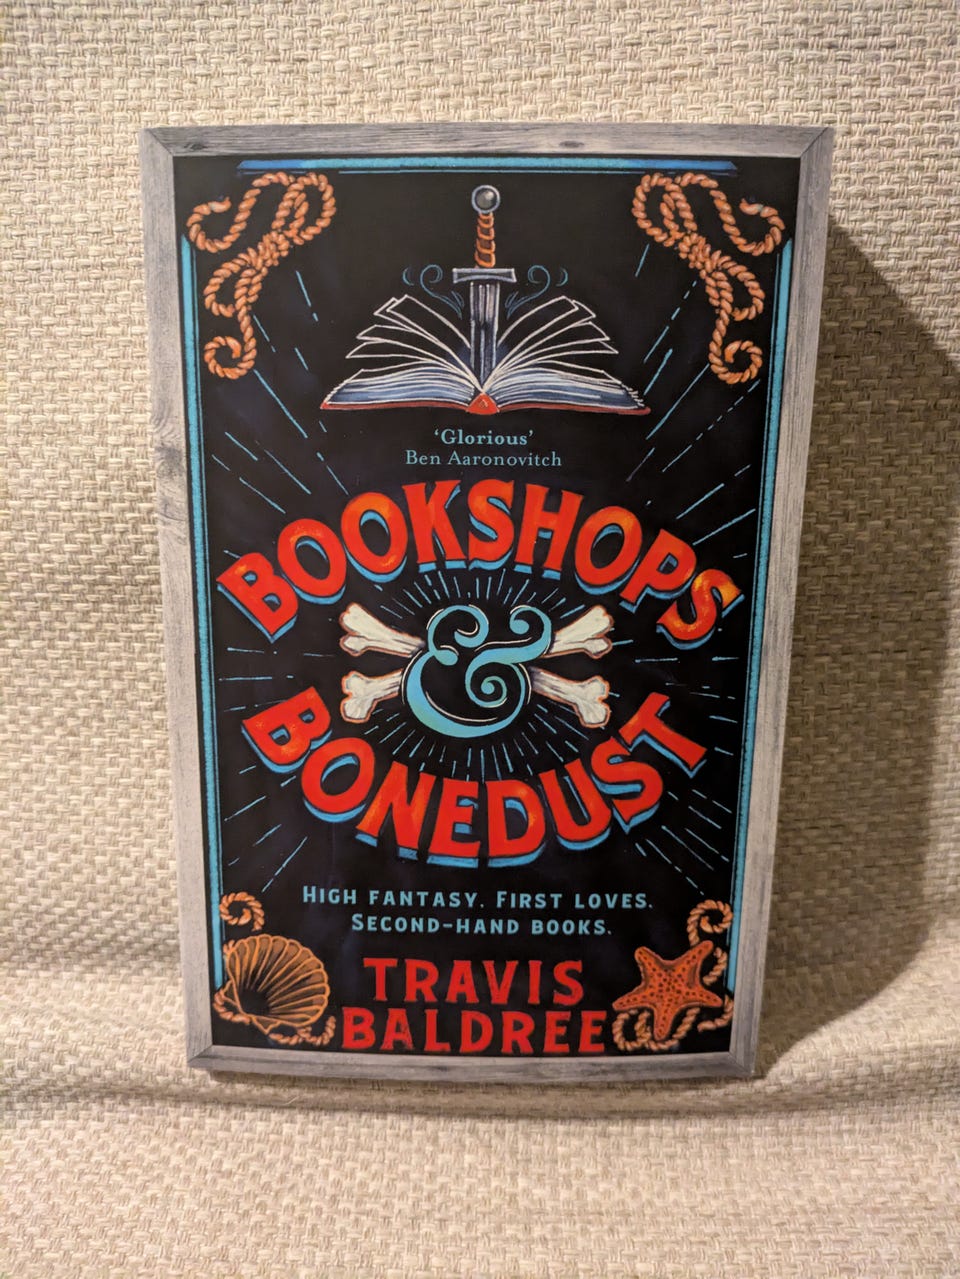 ‘Glorious’
Ben Aaronovitch
BOOKSHOPS
&
BONEDUST
HIGH FANTASY. FIRST LOVES.
SECOND-HAND BOOKS.
TRAVIS
BALDREE